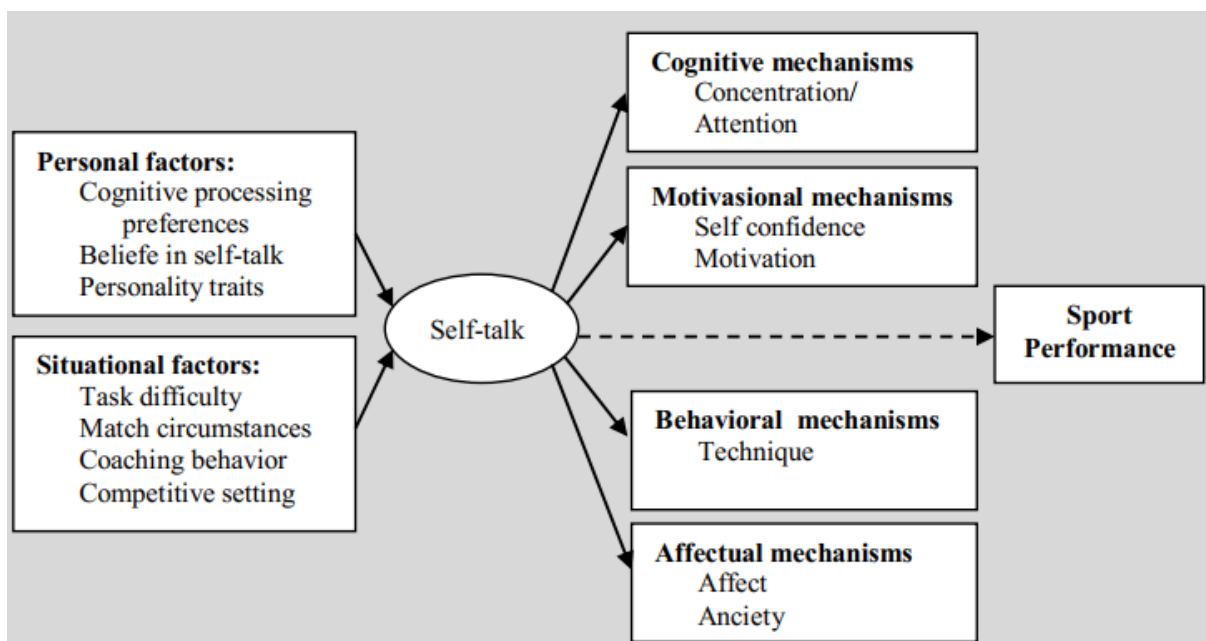 Personal factors:
Cognitive processing
preferences
Beliefe in self-talk
Personality traits
Situational factors:
Task difficulty
Match circumstances
Coaching behavior
Competitive setting
Self-talk
Cognitive mechanisms
Concentration/
Attention
Motivasional mechanisms
Self confidence
Motivation
Behavioral mechanisms
Technique
Affectual mechanisms
Affect
Anciety
Sport
Performance